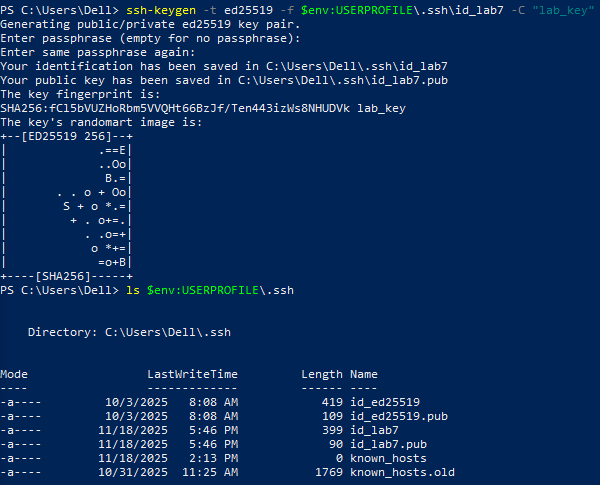 PS C:\Users\Dell> ssh-keygen -t ed25519 -f $env:USERPROFILE\.ssh\id_lab7 -C "lab_key"
Generating public/private ed25519 key pair.
Enter passphrase (empty for no passphrase):
Enter same passphrase again:
Your identification has been saved in C:\Users\Dell\.ssh\id_lab7
Your public key has been saved in C:\Users\Dell\.ssh\id_lab7.pub
The key fingerprint is:
SHA256:fCl5bVUZHoRbm5VVQHt66BzJf/Ten443izWs8NHUDVk lab_key
The key's randomart image is:
+--[ED25519 256]--+
|             .==E|
|             ..Oo|
|              B.=|
|       . . o + Oo|
|        S + o *.=|
|         + . o+=.|
|           . .o=+|
|            o *+=|
|             =o+B|
+----[SHA256]-----+
PS C:\Users\Dell> ls $env:USERPROFILE\.ssh
    Directory: C:\Users\Dell\.ssh
Mode                 LastWriteTime         Length Name
----                 -------------         ------ ----
-a----         10/3/2025   8:08 AM            419 id_ed25519
-a----         10/3/2025   8:08 AM            109 id_ed25519.pub
-a----        11/18/2025   5:46 PM            399 id_lab7
-a----        11/18/2025   5:46 PM             90 id_lab7.pub
-a----        11/18/2025   2:13 PM              0 known_hosts
-a----        10/31/2025  11:25 AM           1769 known_hosts.old